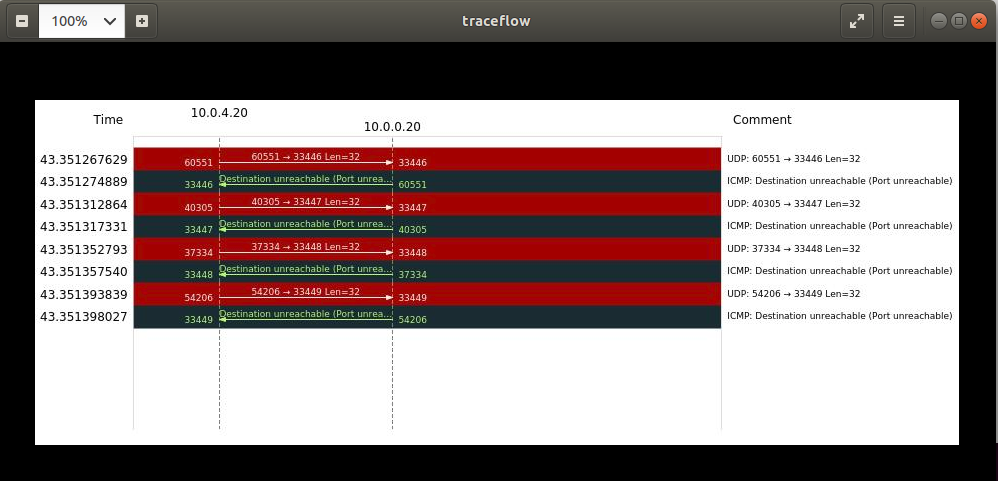 100%
traceflow
10.0.4.20
Time
Comment
10.0.0.20
43.351267629 60551 60551 → 33446 Len=32 33446 UDP: 60551 → 33446 Len=32
43.351274889 33446 Destination unreachable (Port unrea... 60551 ICMP: Destination unreachable (Port unreachable)
43.351312864 40305 40305 → 33447 Len=32 33447 UDP: 40305 → 33447 Len=32
43.351317331 33447 Destination unreachable (Port unrea... 40305 ICMP: Destination unreachable (Port unreachable)
43.351352793 37334 37334 → 33448 Len=32 33448 UDP: 37334 → 33448 Len=32
43.351357540 33448 Destination unreachable (Port unrea... 37334 ICMP: Destination unreachable (Port unreachable)
43.351393839 54206 54206 → 33449 Len=32 33449 UDP: 54206 → 33449 Len=32
43.351398027 33449 Destination unreachable (Port unrea... 54206 ICMP: Destination unreachable (Port unreachable)